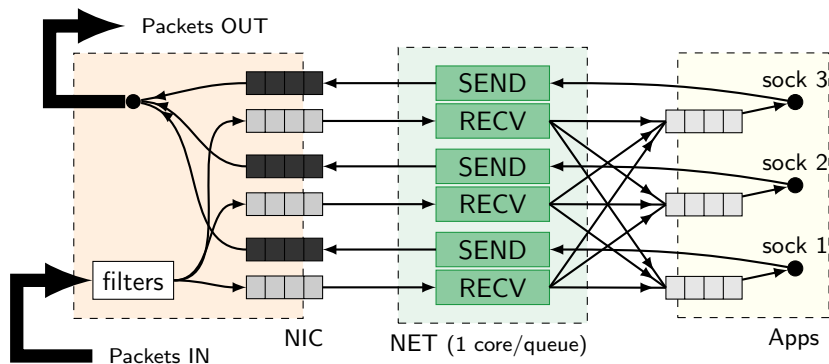 Packets OUT
SEND
sock 3
RECV
SEND
sock 2
RECV
SEND
sock 1
filters
RECV
NIC
NET (1 core/queue)
Apps
Packets IN